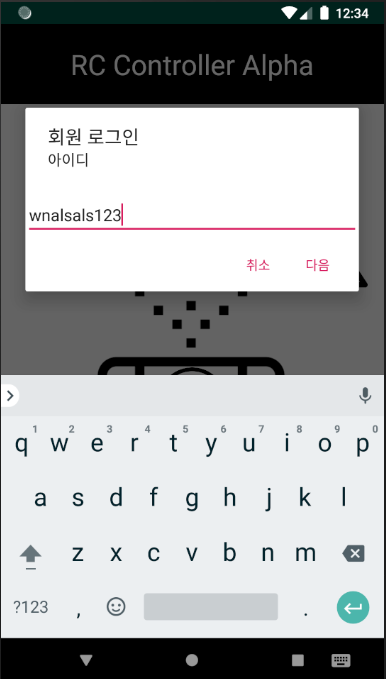 12:34
RC Controller Alpha
회원 로그인
아이디
wnalsals123
취소 다음
1 2 3 4 5 6 7 8 9 0
q w e r t y u i o p
a s d f g h j k l
z x c v b n m
?123 , .